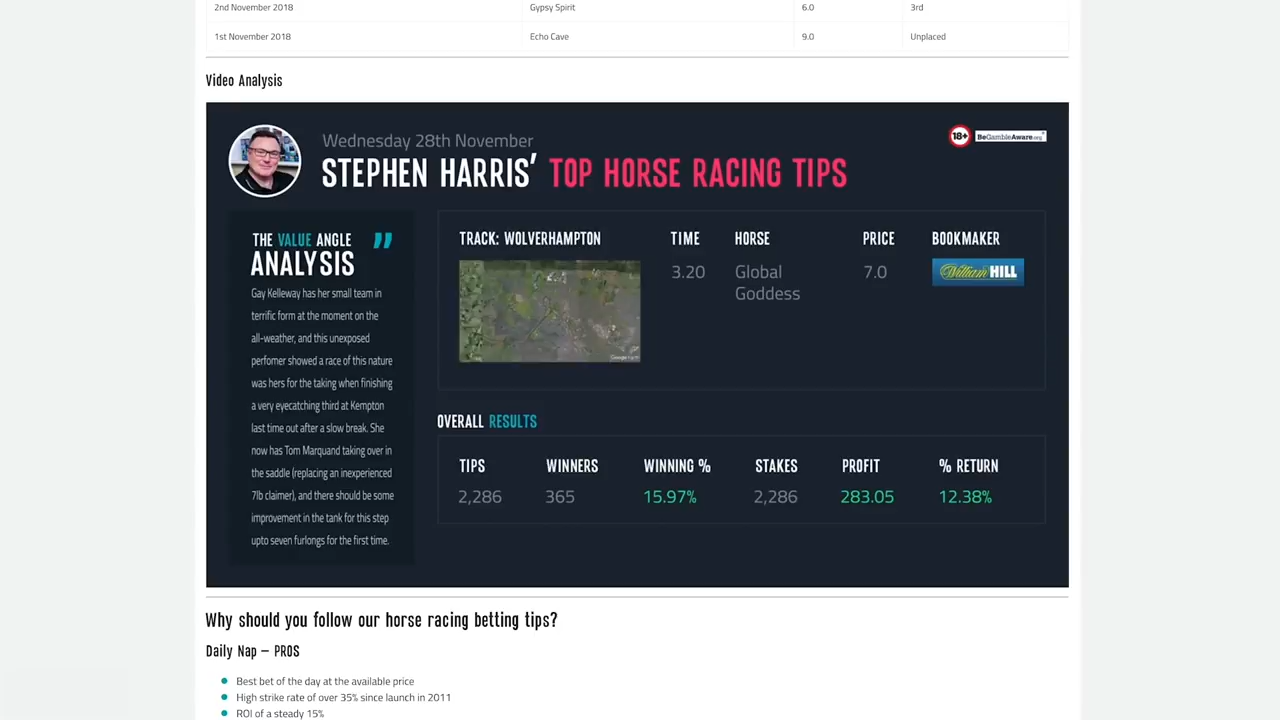 2nd November 2018 Gypsy Spirit 6.0 3rd
1st November 2018 Echo Cave 9.0 Unplaced
Video Analysis
Wednesday 28th November
STEPHEN HARRIS’ TOP HORSE RACING TIPS
18+ BeGambleAware.org
THE VALUE ANGLE
ANALYSIS
Gay Kelleway has her small team in
terrific form at the moment on the
all-weather, and this unexposed
perfomer showed a race of this nature
was hers for the taking when finishing
a very eyecatching third at Kempton
last time out after a slow break. She
now has Tom Marquand taking over in
the saddle (replacing an inexperienced
7lb claimer), and there should be some
improvement in the tank for this step
upto seven furlongs for the first time.
TRACK: WOLVERHAMPTON TIME HORSE PRICE BOOKMAKER
3.20 Global 7.0 William HILL
Goddess
Google Earth
OVERALL RESULTS
TIPS WINNERS WINNING % STAKES PROFIT % RETURN
2,286 365 15.97% 2,286 283.05 12.38%
Why should you follow our horse racing betting tips?
Daily Nap – PROS
Best bet of the day at the available price
High strike rate of over 35% since launch in 2011
ROI of a steady 15%